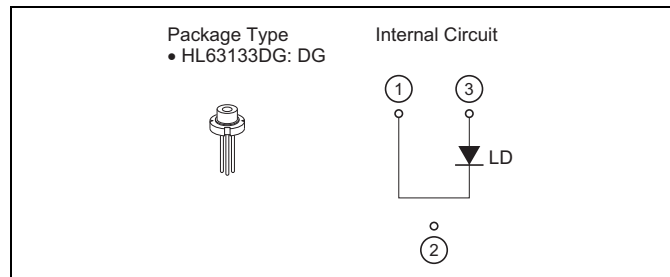 Package Type
• HL63133DG: DG
Internal Circuit
1
3
LD
2